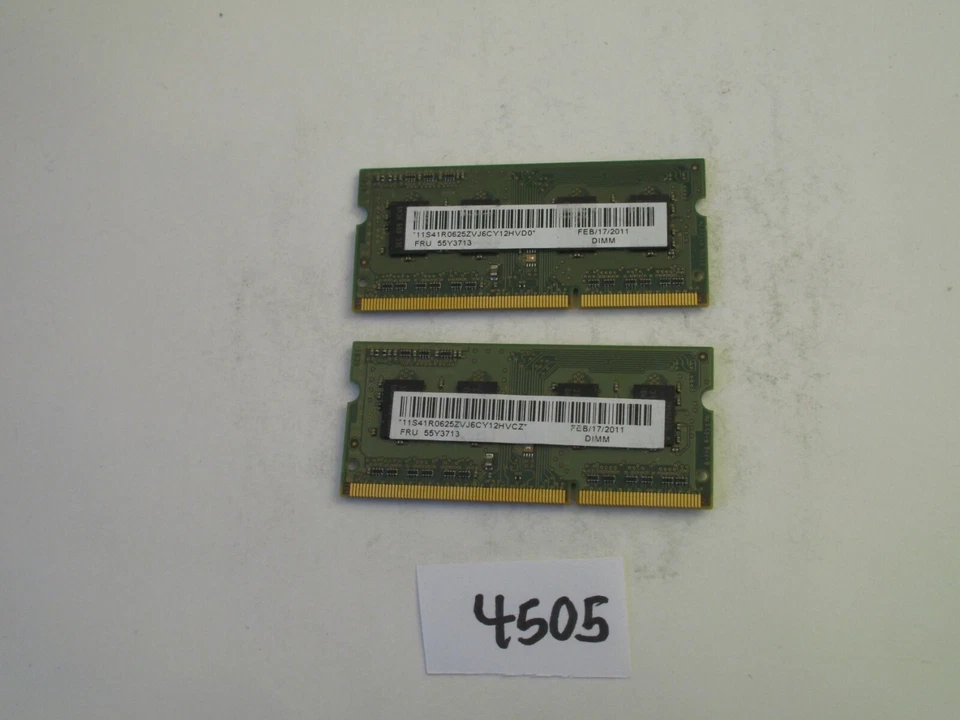 "11S41R0625ZVJ6CY12HVD0" FEB/17/2011
FRU 55Y3713 DIMM
"11S41R0625ZVJ6CY12HVCZ" FEB/17/2011
FRU 55Y3713 DIMM
4505